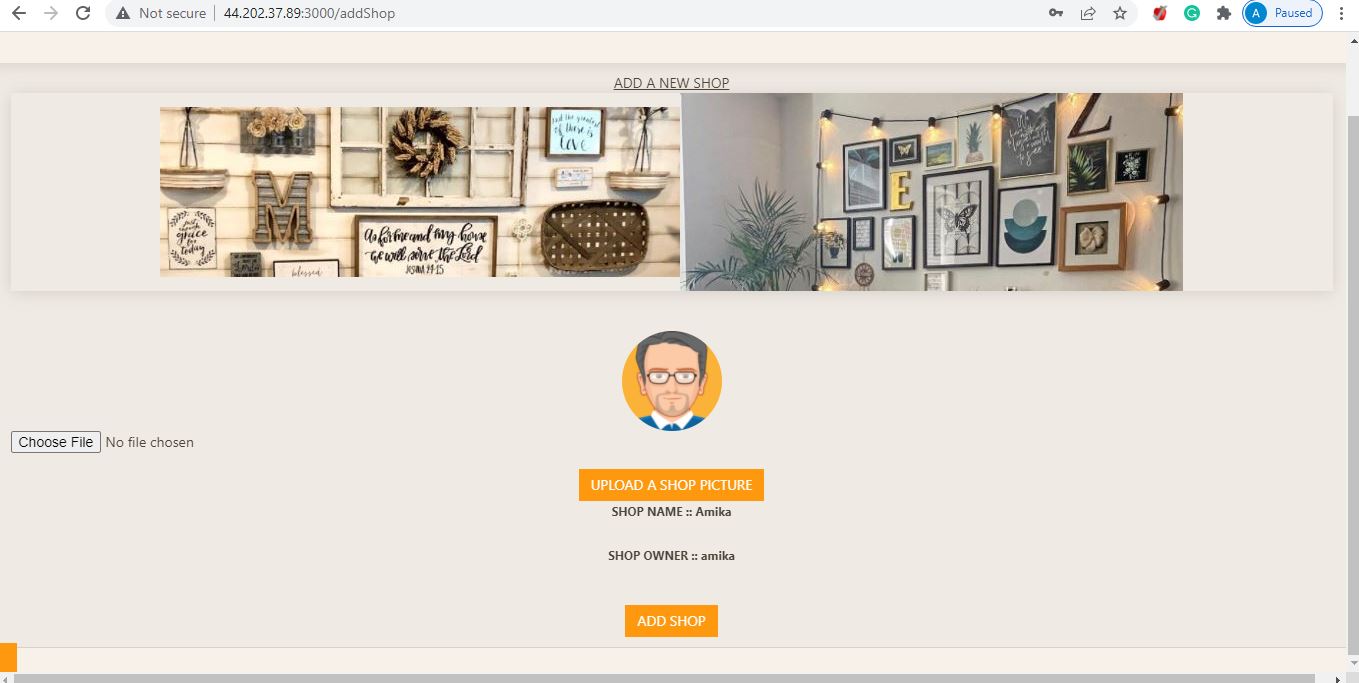 Not secure 44.202.37.89:3000/addShop
A Paused
ADD A NEW SHOP
and the greatest of these is Love
M
just enough grace for today
blessed
As for me and my house
we will serve the Lord
JOSHUA 24:15
Z
E
Choose File No file chosen
UPLOAD A SHOP PICTURE
SHOP NAME :: Amika
SHOP OWNER :: amika
ADD SHOP